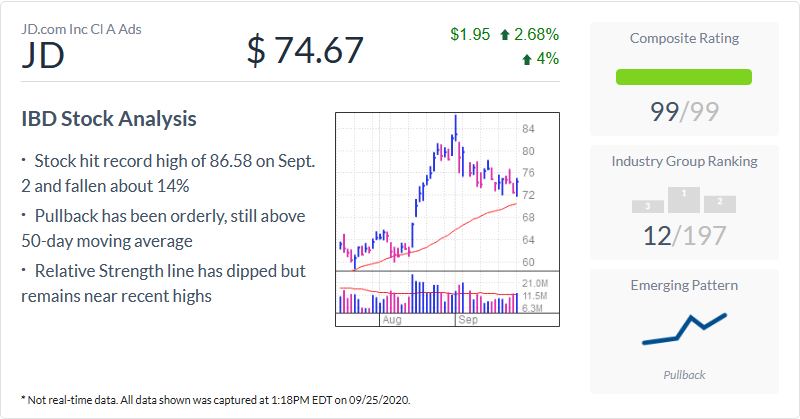 JD.com Inc Cl A Ads
JD
$ 74.67
$1.95 2.68%
4%
IBD Stock Analysis
· Stock hit record high of 86.58 on Sept.
2 and fallen about 14%
· Pullback has been orderly, still above
50-day moving average
· Relative Strength line has dipped but
remains near recent highs
84
80
76
72
68
64
60
21.0M
11.5M
6.3M
Aug
Sep
Composite Rating
99/99
Industry Group Ranking
3
1
2
12/197
Emerging Pattern
Pullback
* Not real-time data. All data shown was captured at 1:18PM EDT on 09/25/2020.